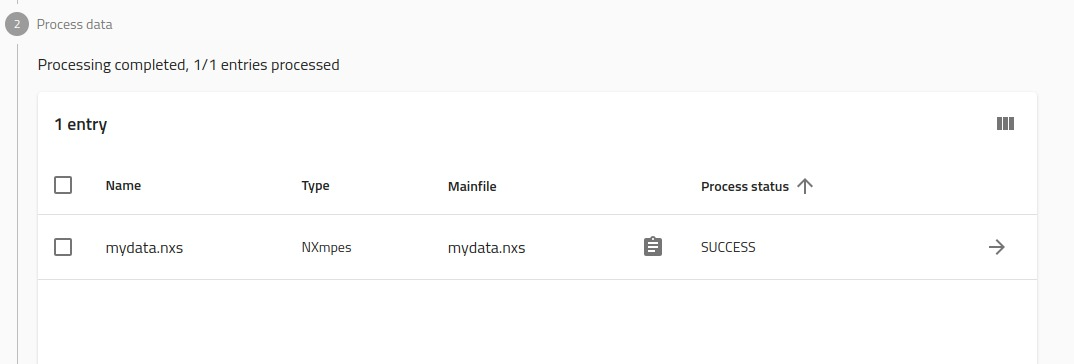 2 Process data
Processing completed, 1/1 entries processed
1 entry
Name Type Mainfile Process status
mydata.nxs NXmpes mydata.nxs SUCCESS